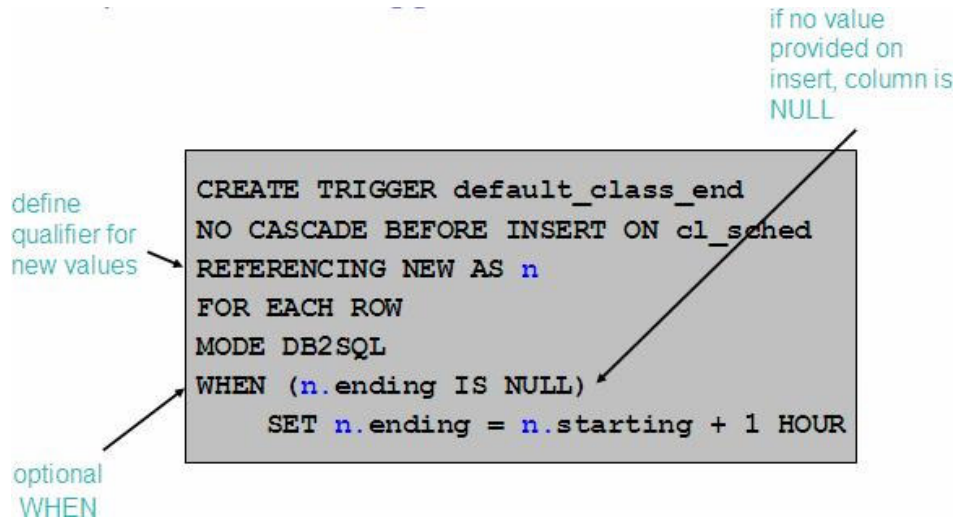 if no value
provided on
insert, column is
NULL
CREATE TRIGGER default_class_end
NO CASCADE BEFORE INSERT ON cl_sched
REFERENCING NEW AS n
FOR EACH ROW
MODE DB2SQL
WHEN (n.ending IS NULL)
SET n.ending = n.starting + 1 HOUR
define
qualifier for
new values
optional
WHEN